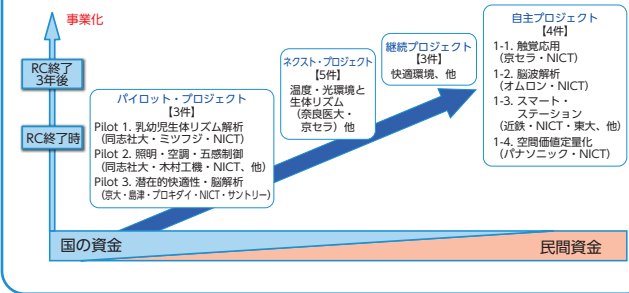 事業化
RC終了
3年後
RC終了時
パイロット・プロジェクト
【3件】
Pilot 1. 乳幼児生体リズム解析
(同志社大・ミツフジ・NICT)
Pilot 2. 照明・空調・五感制御
(同志社大・木村工機・NICT、他)
Pilot 3. 潜在的快適性・脳解析
(京大・島津・プロキダイ・NICT・サントリー)
ネクスト・プロジェクト
【5件】
温度・光環境と
生体リズム
(奈良医大・
京セラ)他
継続プロジェクト
【3件】
快適環境、他
自主プロジェクト
【4件】
1-1. 触覚応用
(京セラ・NICT)
1-2. 脳波解析
(オムロン・NICT)
1-3. スマート・
ステーション
(近鉄・NICT・東大、他)
1-4. 空間価値定量化
(パナソニック・NICT)
国の資金
民間資金